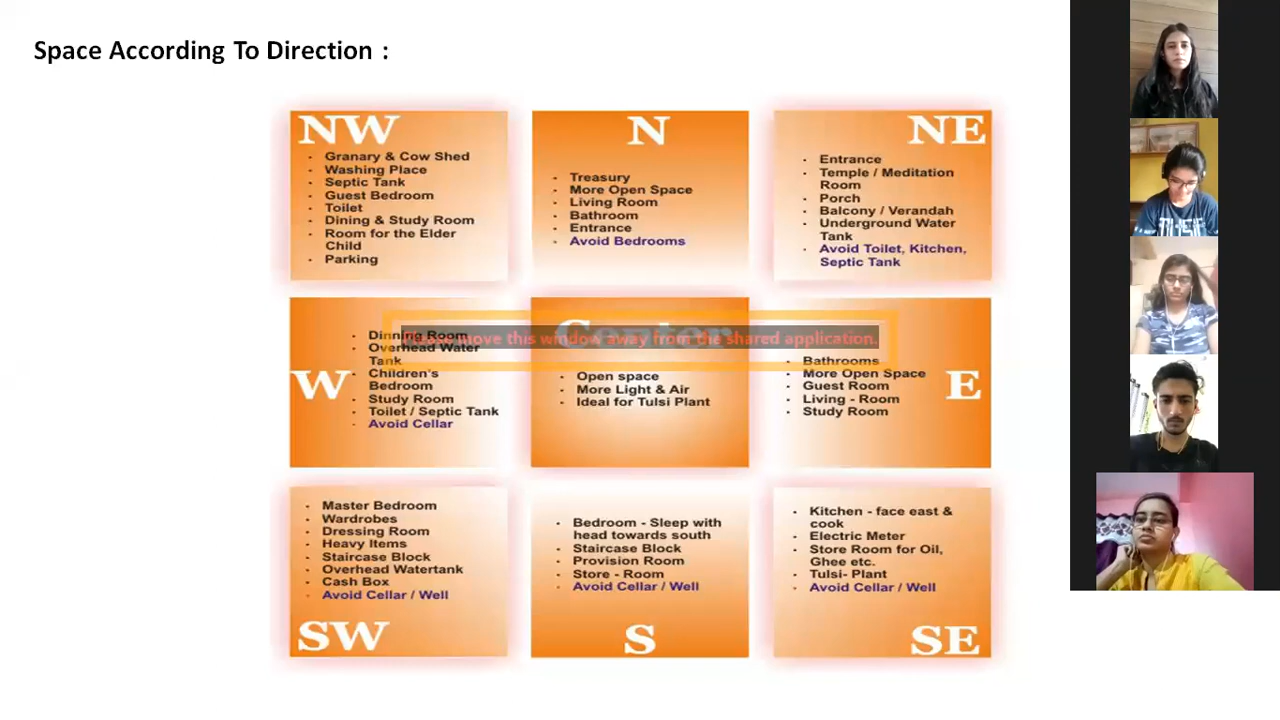 Space According To Direction :
NW
• Granary & Cow Shed
• Washing Place
• Septic Tank
• Guest Bedroom
• Toilet
• Dining & Study Room
• Room for the Elder
Child
• Parking
N
• Treasury
• More Open Space
• Living Room
• Bathroom
• Entrance
• Avoid Bedrooms
NE
• Entrance
• Temple / Meditation
Room
• Porch
• Balcony / Verandah
• Underground Water
Tank
• Avoid Toilet, Kitchen,
Septic Tank
W
• Dinning Room
• Overhead Water
Tank
• Children's
Bedroom
• Study Room
• Toilet / Septic Tank
• Avoid Cellar
Center
Please move this window away from the shared application.
• Open space
• More Light & Air
• Ideal for Tulsi Plant
• Bathrooms
• More Open Space
• Guest Room
• Living - Room
• Study Room
E
• Master Bedroom
• Wardrobes
• Dressing Room
• Heavy Items
• Staircase Block
• Overhead Watertank
• Cash Box
• Avoid Cellar / Well
SW
• Bedroom - Sleep with
head towards south
• Staircase Block
• Provision Room
• Store - Room
• Avoid Cellar / Well
S
• Kitchen - face east &
cook
• Electric Meter
• Store Room for Oil,
Ghee etc.
• Tulsi- Plant
• Avoid Cellar / Well
SE